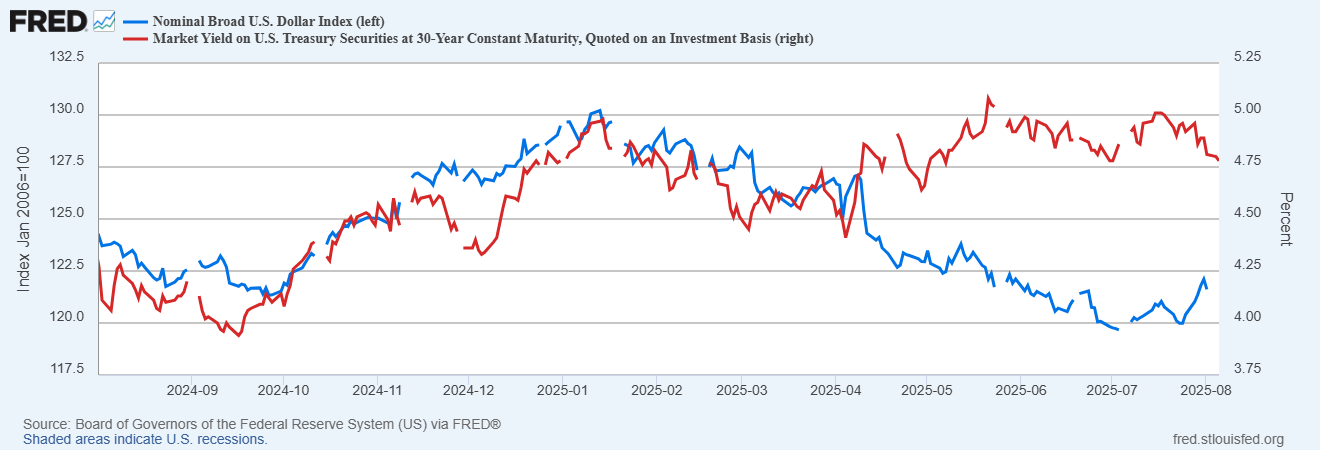 FRED
Nominal Broad U.S. Dollar Index (left)
Market Yield on U.S. Treasury Securities at 30-Year Constant Maturity, Quoted on an Investment Basis (right)
132.5
130.0
127.5
125.0
122.5
120.0
117.5
Index Jan 2006=100
5.25
5.00
4.75
4.50
4.25
4.00
3.75
Percent
2024-09 2024-10 2024-11 2024-12 2025-01 2025-02 2025-03 2025-04 2025-05 2025-06 2025-07 2025-08
Source: Board of Governors of the Federal Reserve System (US) via FRED®
Shaded areas indicate U.S. recessions.
fred.stlouisfed.org